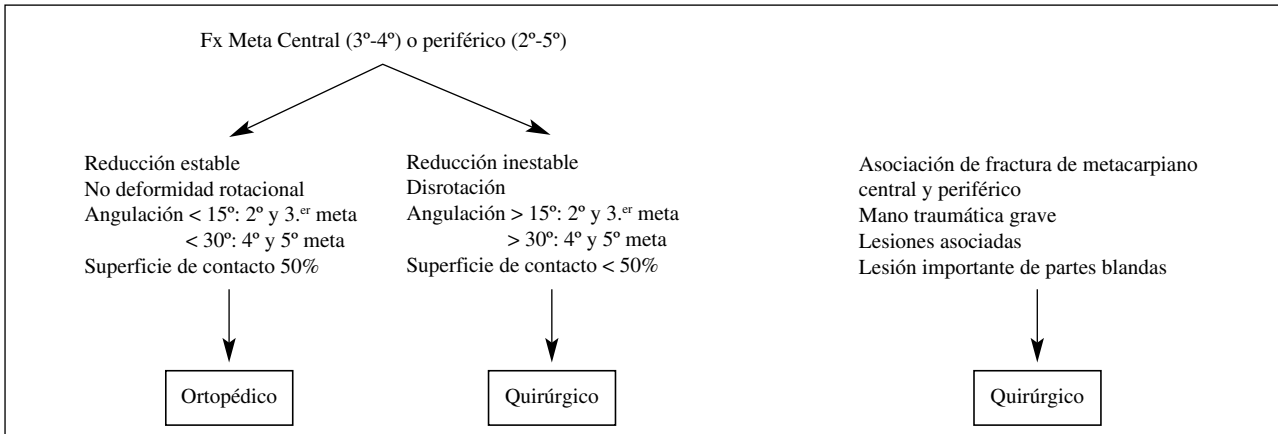 Fx Meta Central (3º-4º) o periférico (2º-5º)
Reducción estable
No deformidad rotacional
Angulación < 15º: 2º y 3.er meta
< 30º: 4º y 5º meta
Superficie de contacto 50%
Ortopédico
Reducción inestable
Disrotación
Angulación > 15º: 2º y 3.er meta
> 30º: 4º y 5º meta
Superficie de contacto < 50%
Quirúrgico
Asociación de fractura de metacarpiano
central y periférico
Mano traumática grave
Lesiones asociadas
Lesión importante de partes blandas
Quirúrgico